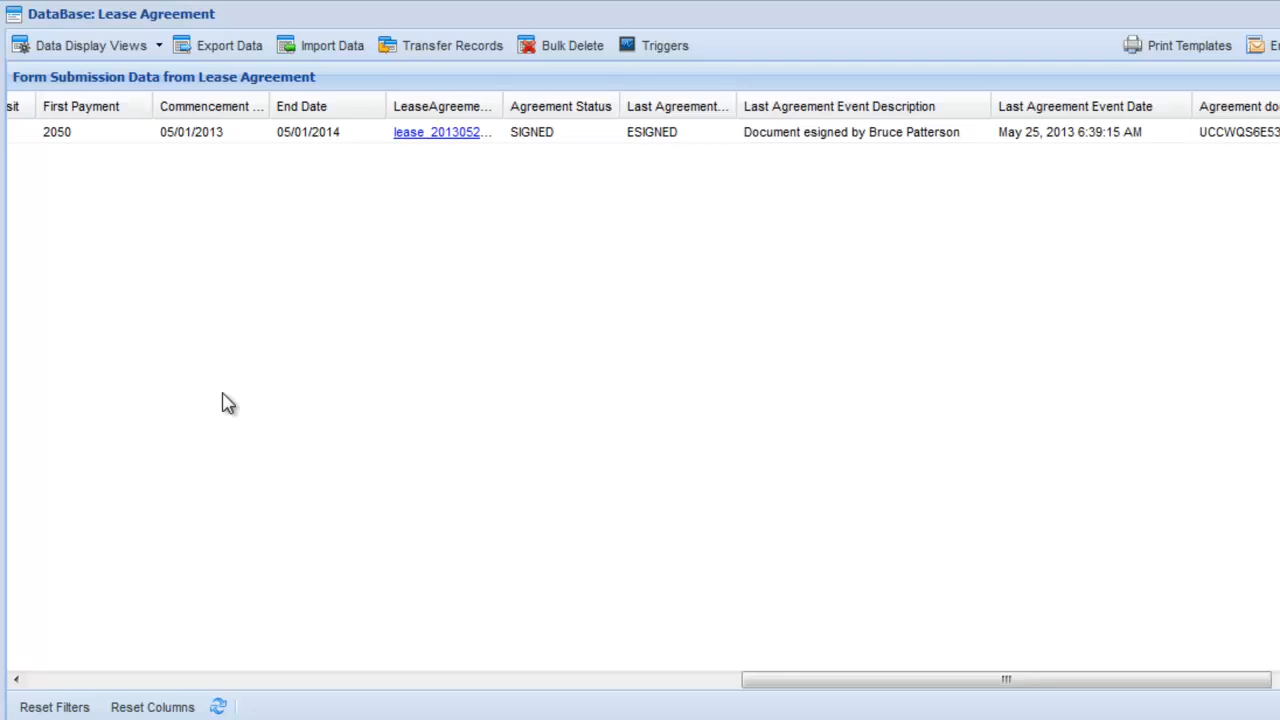 DataBase: Lease Agreement
Data Display Views Export Data Import Data Transfer Records Bulk Delete Triggers Print Templates
Form Submission Data from Lease Agreement
sit First Payment Commencement ... End Date LeaseAgreeme... Agreement Status Last Agreement... Last Agreement Event Description Last Agreement Event Date Agreement do
2050 05/01/2013 05/01/2014 lease_2013052... SIGNED ESIGNED Document esigned by Bruce Patterson May 25, 2013 6:39:15 AM UCCWQS6E53
Reset Filters Reset Columns